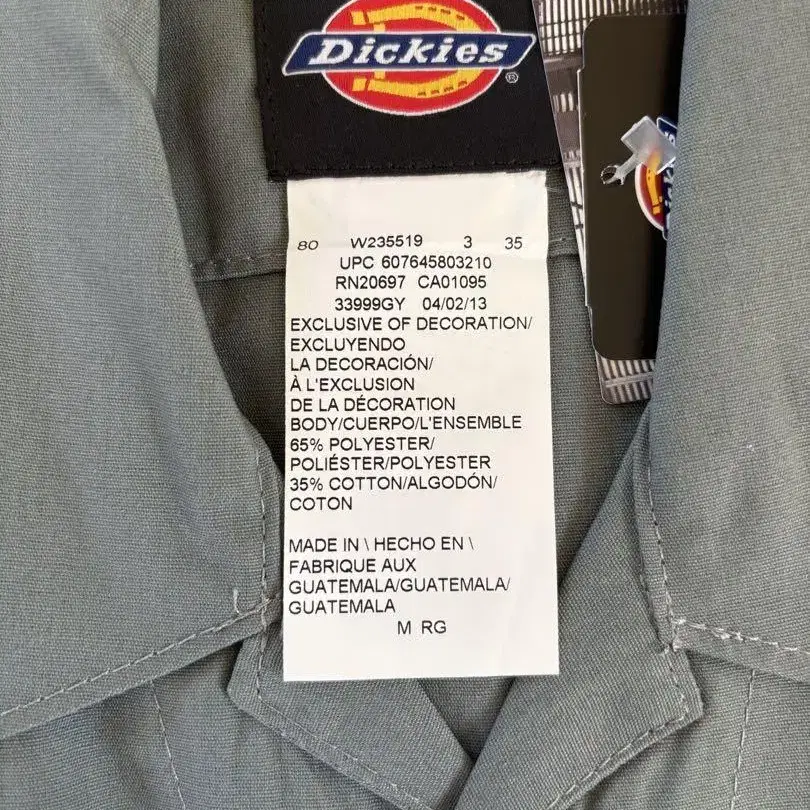 Dickies®
80 W235519 3 35
UPC 607645803210
RN20697 CA01095
33999GY 04/02/13
EXCLUSIVE OF DECORATION/
EXCLUYENDO
LA DECORACIÓN/
À L'EXCLUSION
DE LA DÉCORATION
BODY/CUERPO/L'ENSEMBLE
65% POLYESTER/
POLIÉSTER/POLYESTER
35% COTTON/ALGODÓN/
COTON
MADE IN \ HECHO EN \
FABRIQUE AUX
GUATEMALA/GUATEMALA/
GUATEMALA
M RG